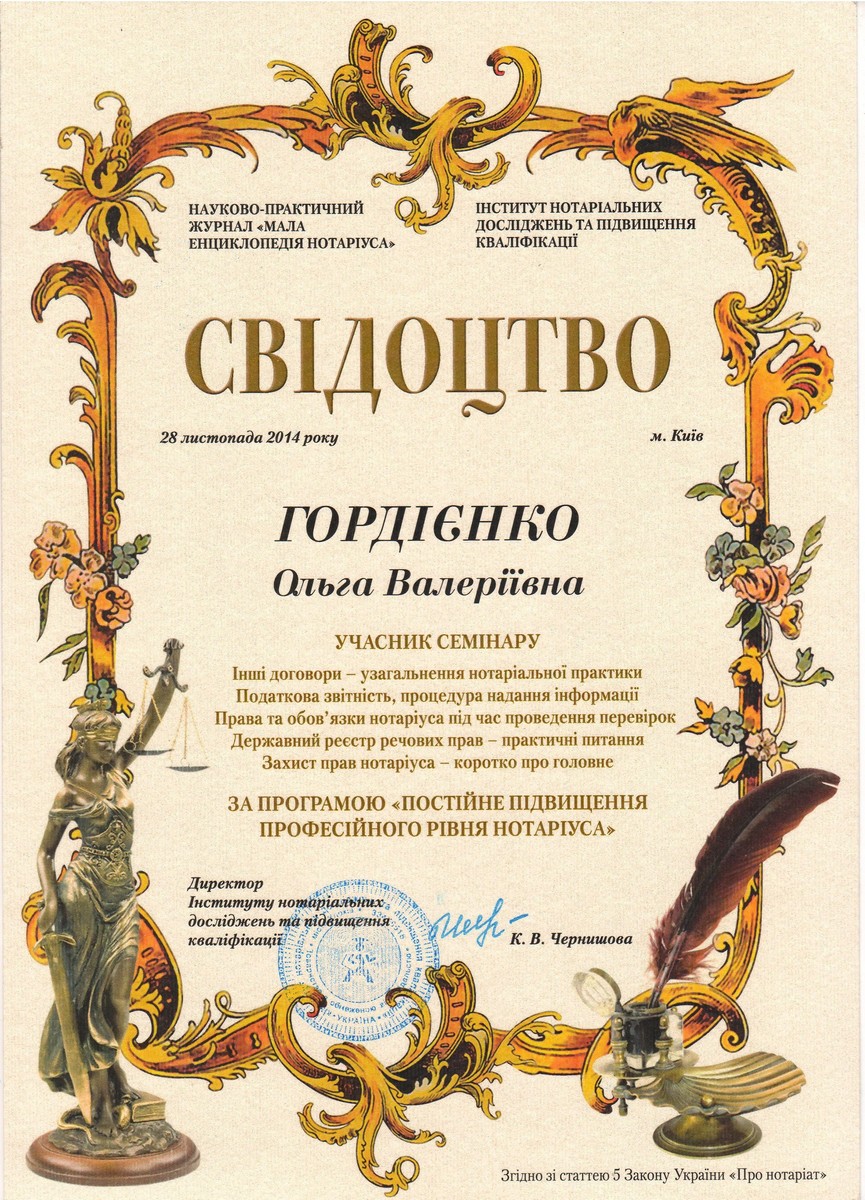 НАУКОВО-ПРАКТИЧНИЙ
ЖУРНАЛ «МАЛА
ЕНЦИКЛОПЕДІЯ НОТАРІУСА»
ІНСТИТУТ НОТАРІАЛЬНИХ
ДОСЛІДЖЕНЬ ТА ПІДВИЩЕННЯ
КВАЛІФІКАЦІЇ
СВІДОЦТВО
28 листопада 2014 року
м. Київ
ГОРДІЄНКО
Ольга Валеріївна
УЧАСНИК СЕМІНАРУ
Інші договори – узагальнення нотаріальної практики
Податкова звітність, процедура надання інформації
Права та обов’язки нотаріуса під час проведення перевірок
Державний реєстр речових прав – практичні питання
Захист прав нотаріуса – коротко про головне
ЗА ПРОГРАМОЮ «ПОСТІЙНЕ ПІДВИЩЕННЯ
ПРОФЕСІЙНОГО РІВНЯ НОТАРІУСА»
Директор
Інституту нотаріальних
досліджень та підвищення
кваліфікації
К. В. Чернишова
УКРАЇНА
Згідно зі статтею 5 Закону України «Про нотаріат»